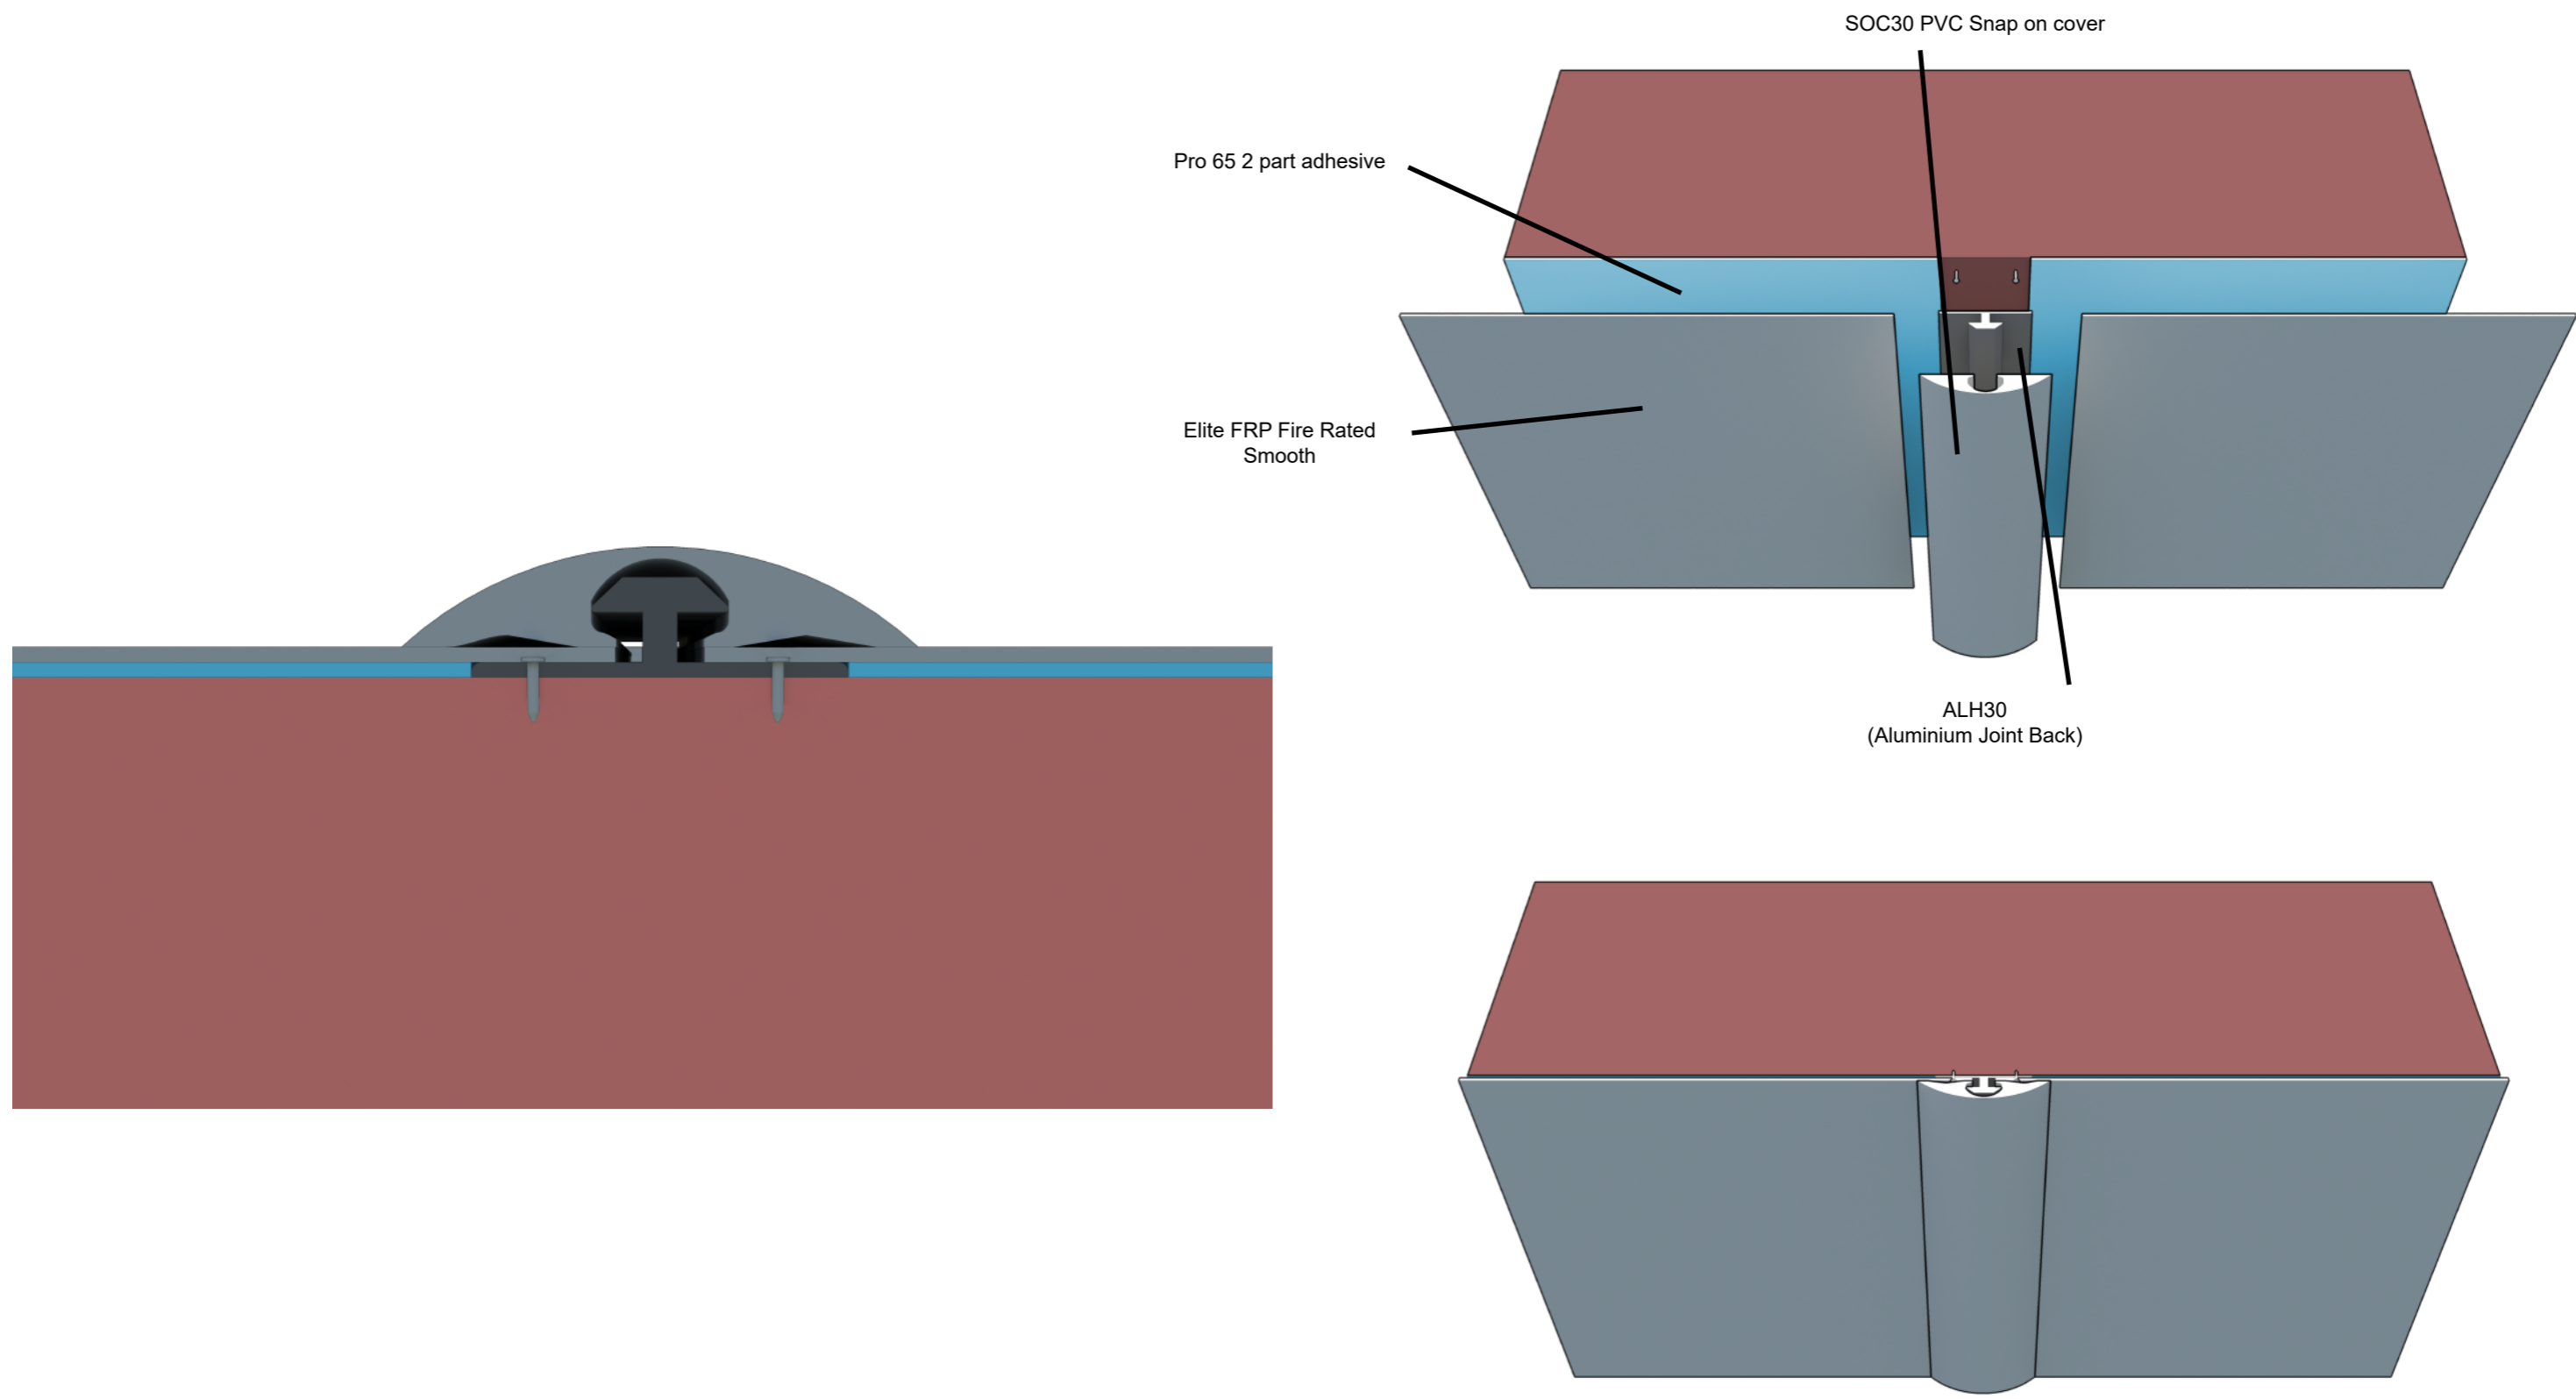 SOC30 PVC Snap on cover
Pro 65 2 part adhesive
Elite FRP Fire Rated
Smooth
ALH30
(Aluminium Joint Back)